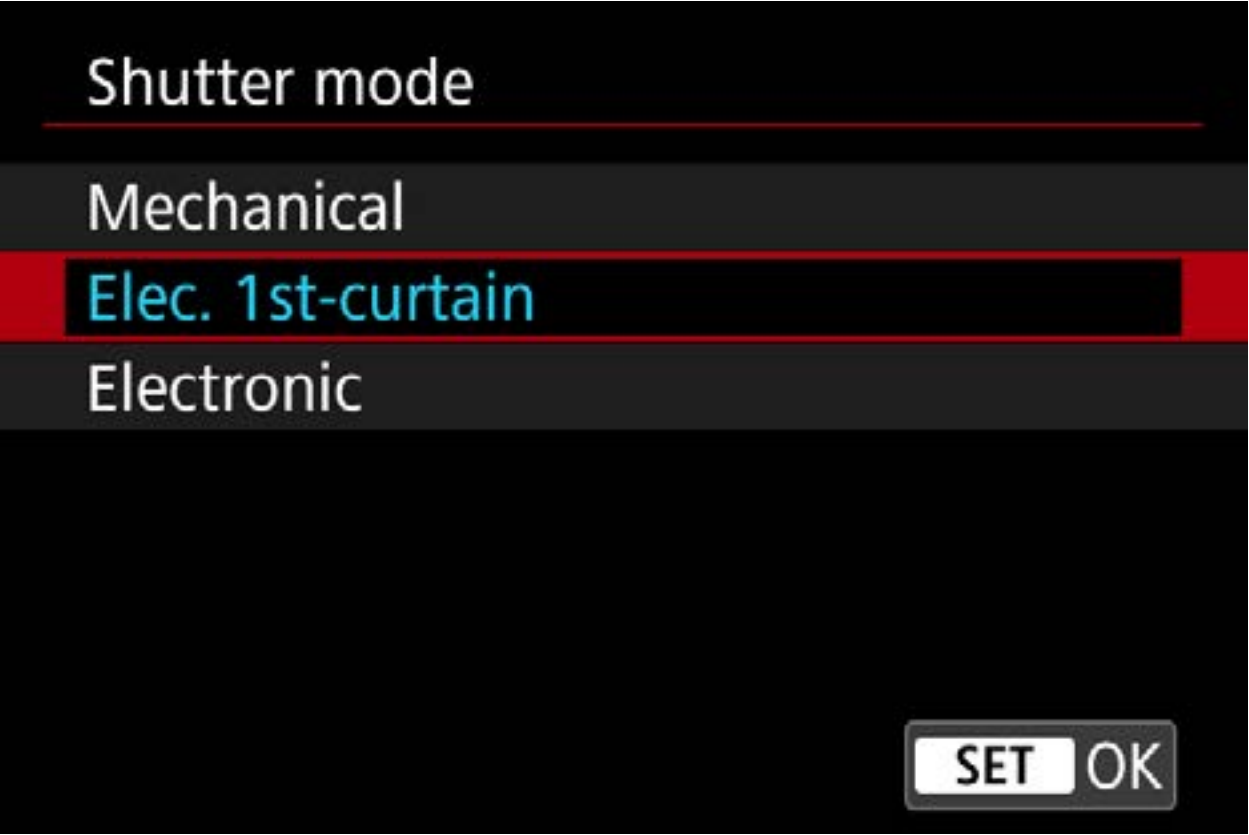 Shutter mode
Mechanical
Elec. 1st-curtain
Electronic
SET OK